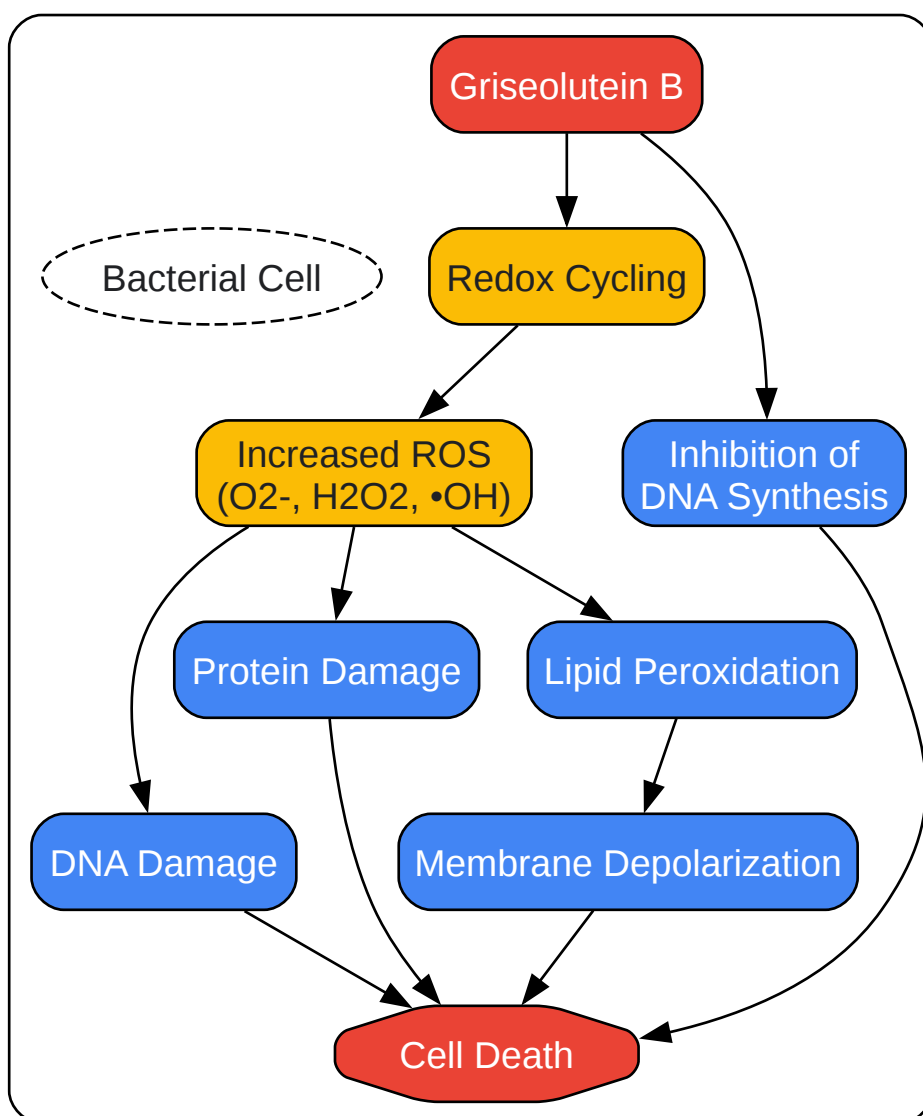 Griseolutein B
Bacterial Cell
Redox Cycling
Increased ROS
(O2-, H2O2, •OH)
Inhibition of
DNA Synthesis
Protein Damage
Lipid Peroxidation
DNA Damage
Membrane Depolarization
Cell Death